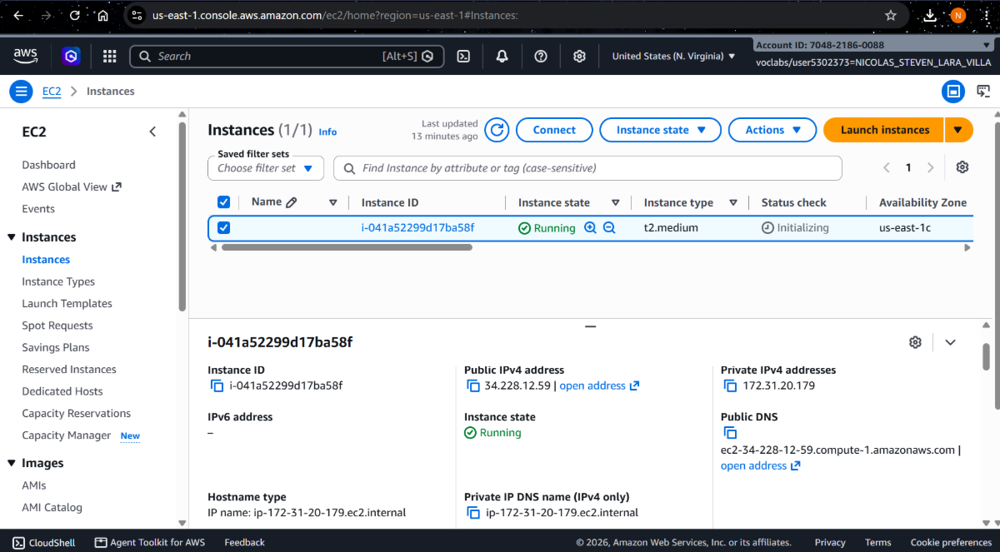 us-east-1.console.aws.amazon.com/ec2/home?region=us-east-1#Instances:
N
aws
Search
[Alt+S]
United States (N. Virginia)
Account ID: 7048-2186-0088
voclabs/user5302373=NICOLAS_STEVEN_LARA_VILLA
EC2
Instances
EC2
Dashboard
AWS Global View
Events
Instances
Instances
Instance Types
Launch Templates
Spot Requests
Savings Plans
Reserved Instances
Dedicated Hosts
Capacity Reservations
Capacity Manager New
Images
AMIs
AMI Catalog
Instances (1/1) Info
Last updated
13 minutes ago
Connect
Instance state
Actions
Launch instances
Saved filter sets
Choose filter set
Find Instance by attribute or tag (case-sensitive)
1
Name Instance ID Instance state Instance type Status check Availability Zone
i-041a52299d17ba58f Running t2.medium Initializing us-east-1c
i-041a52299d17ba58f
Instance ID
i-041a52299d17ba58f
Public IPv4 address
34.228.12.59 | open address
Private IPv4 addresses
172.31.20.179
IPv6 address
–
Instance state
Running
Public DNS
ec2-34-228-12-59.compute-1.amazonaws.com |
open address
Hostname type
IP name: ip-172-31-20-179.ec2.internal
Private IP DNS name (IPv4 only)
ip-172-31-20-179.ec2.internal
CloudShell
Agent Toolkit for AWS
Feedback
© 2026, Amazon Web Services, Inc. or its affiliates.
Privacy
Terms
Cookie preferences